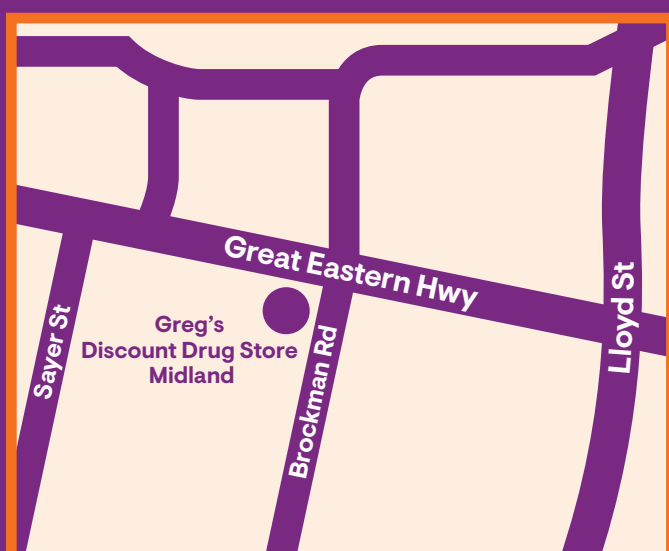 Great Eastern Hwy
Lloyd St
Sayer St
Greg’s
Discount Drug Store
Midland
Brockman Rd